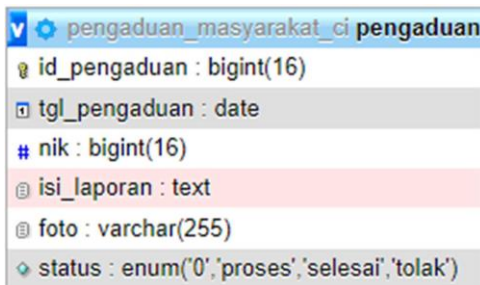 v pengaduan_masyarakat_ci pengaduan
id_pengaduan : bigint(16)
tgl_pengaduan : date
# nik : bigint(16)
isi_laporan : text
foto : varchar(255)
status : enum('0','proses','selesai','tolak')